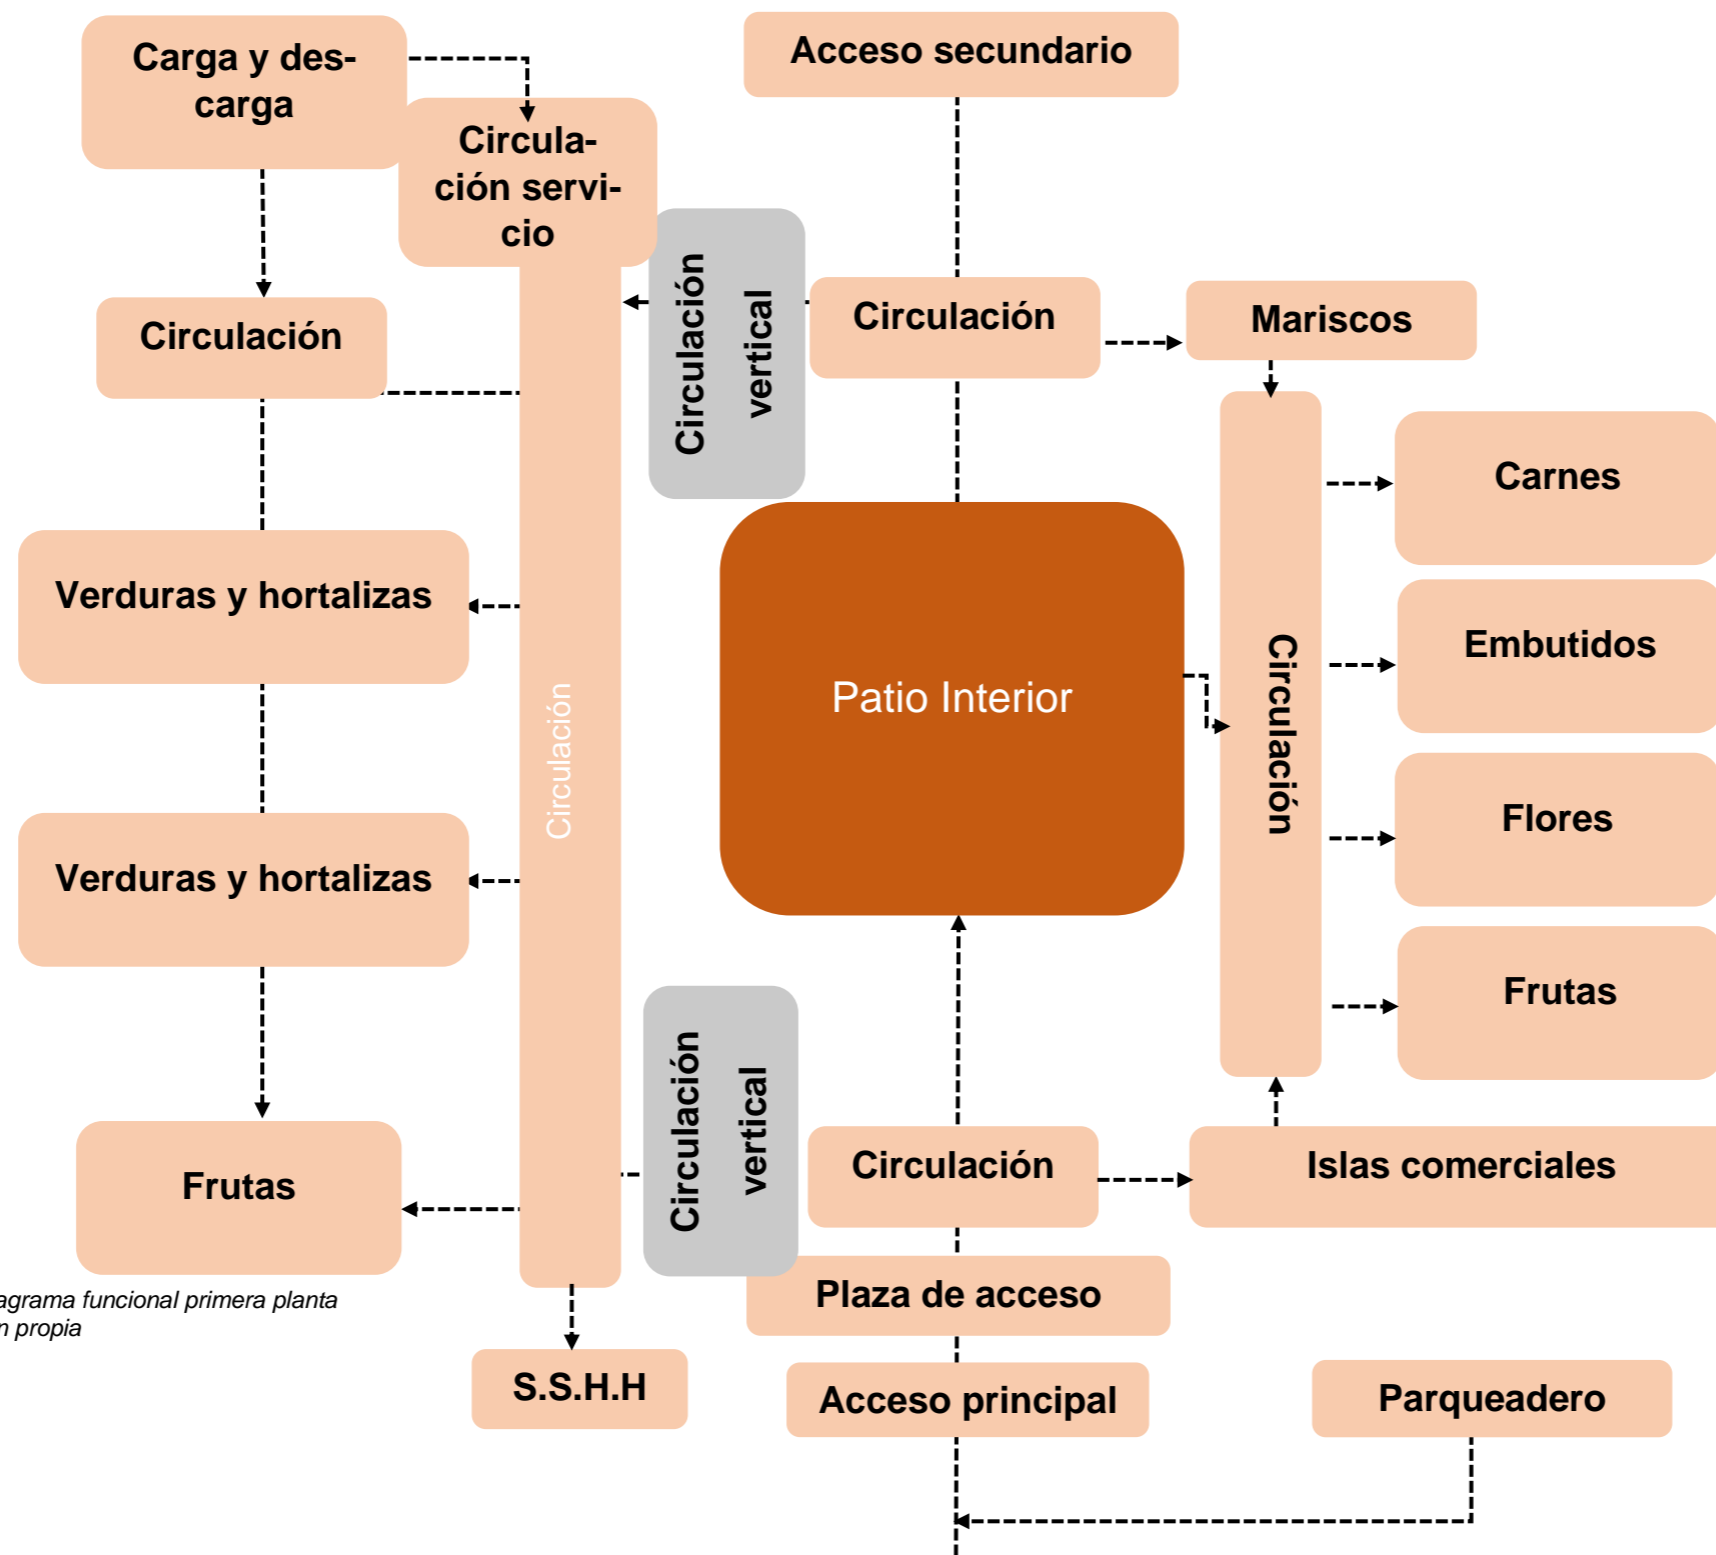 Carga y des-
carga
Acceso secundario
Circula-
ción servi-
cio
Circulación
Circulación
vertical
Circulación
Mariscos
Carnes
Verduras y hortalizas
Embutidos
Patio Interior
Circulación
Circulación
Flores
Verduras y hortalizas
Frutas
Circulación
vertical
Circulación
Islas comerciales
Frutas
Plaza de acceso
agrama funcional primera planta
n propia
S.S.H.H
Acceso principal
Parqueadero